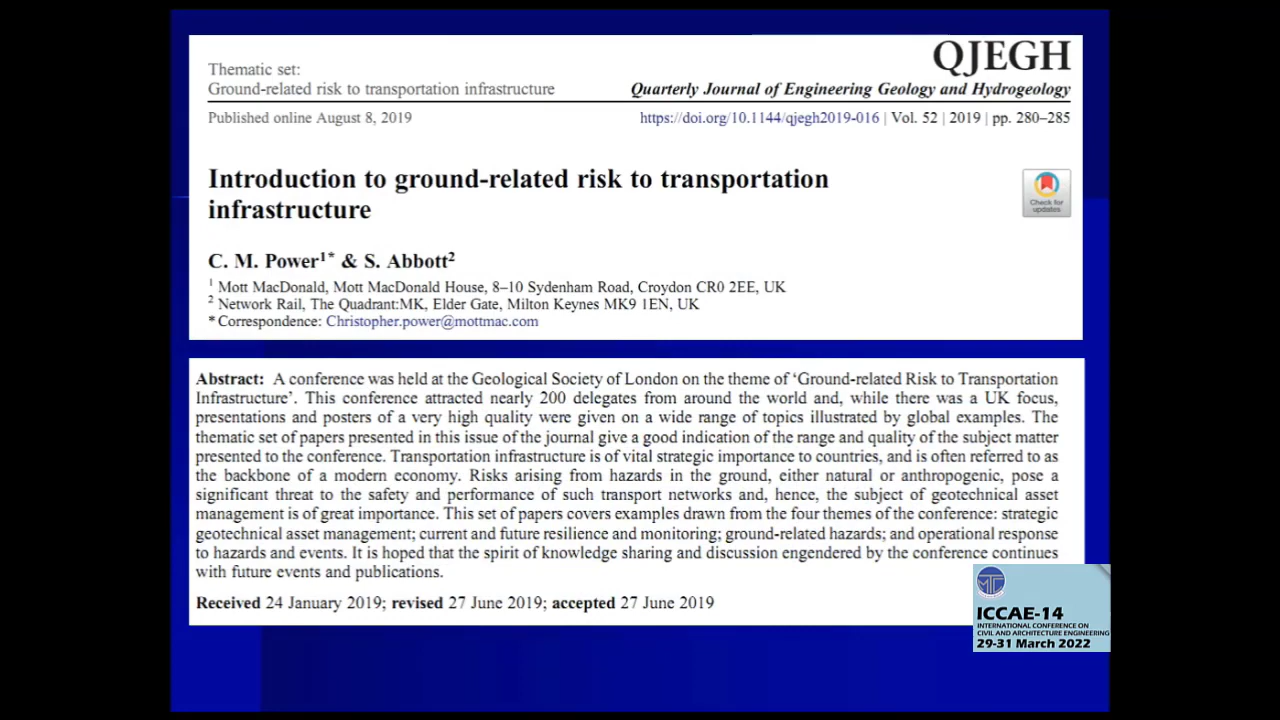 Thematic set:
Ground-related risk to transportation infrastructure
QJEGH
Quarterly Journal of Engineering Geology and Hydrogeology
Published online August 8, 2019
https://doi.org/10.1144/qjegh2019-016 | Vol. 52 | 2019 | pp. 280–285
Introduction to ground-related risk to transportation
infrastructure
Check for
updates
C. M. Power1* & S. Abbott2
1 Mott MacDonald, Mott MacDonald House, 8–10 Sydenham Road, Croydon CR0 2EE, UK
2 Network Rail, The Quadrant:MK, Elder Gate, Milton Keynes MK9 1EN, UK
* Correspondence: Christopher.power@mottmac.com
Abstract: A conference was held at the Geological Society of London on the theme of ‘Ground-related Risk to Transportation
Infrastructure’. This conference attracted nearly 200 delegates from around the world and, while there was a UK focus,
presentations and posters of a very high quality were given on a wide range of topics illustrated by global examples. The
thematic set of papers presented in this issue of the journal give a good indication of the range and quality of the subject matter
presented to the conference. Transportation infrastructure is of vital strategic importance to countries, and is often referred to as
the backbone of a modern economy. Risks arising from hazards in the ground, either natural or anthropogenic, pose a
significant threat to the safety and performance of such transport networks and, hence, the subject of geotechnical asset
management is of great importance. This set of papers covers examples drawn from the four themes of the conference: strategic
geotechnical asset management; current and future resilience and monitoring; ground-related hazards; and operational response
to hazards and events. It is hoped that the spirit of knowledge sharing and discussion engendered by the conference continues
with future events and publications.
Received 24 January 2019; revised 27 June 2019; accepted 27 June 2019
MTC
ICCAE-14
INTERNATIONAL CONFERENCE ON
CIVIL AND ARCHITECTURE ENGINEERING
29-31 March 2022